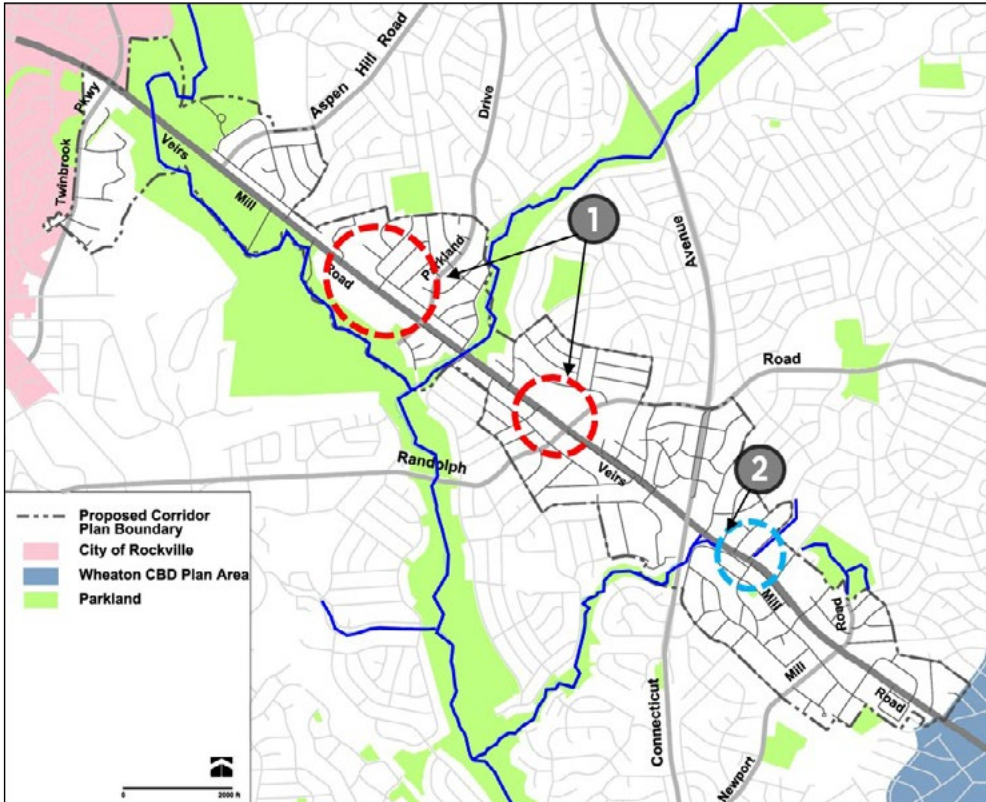 Aspen Hill Road
Drive
Pkwy
Twinbrook
Veirs
Mill
Road
Parkland
1
Avenue
Road
Randolph
Veirs
2
Mill
Road
Mill
Road
Connecticut
Newport
Proposed Corridor
Plan Boundary
City of Rockville
Wheaton CBD Plan Area
Parkland
0
2000 ft